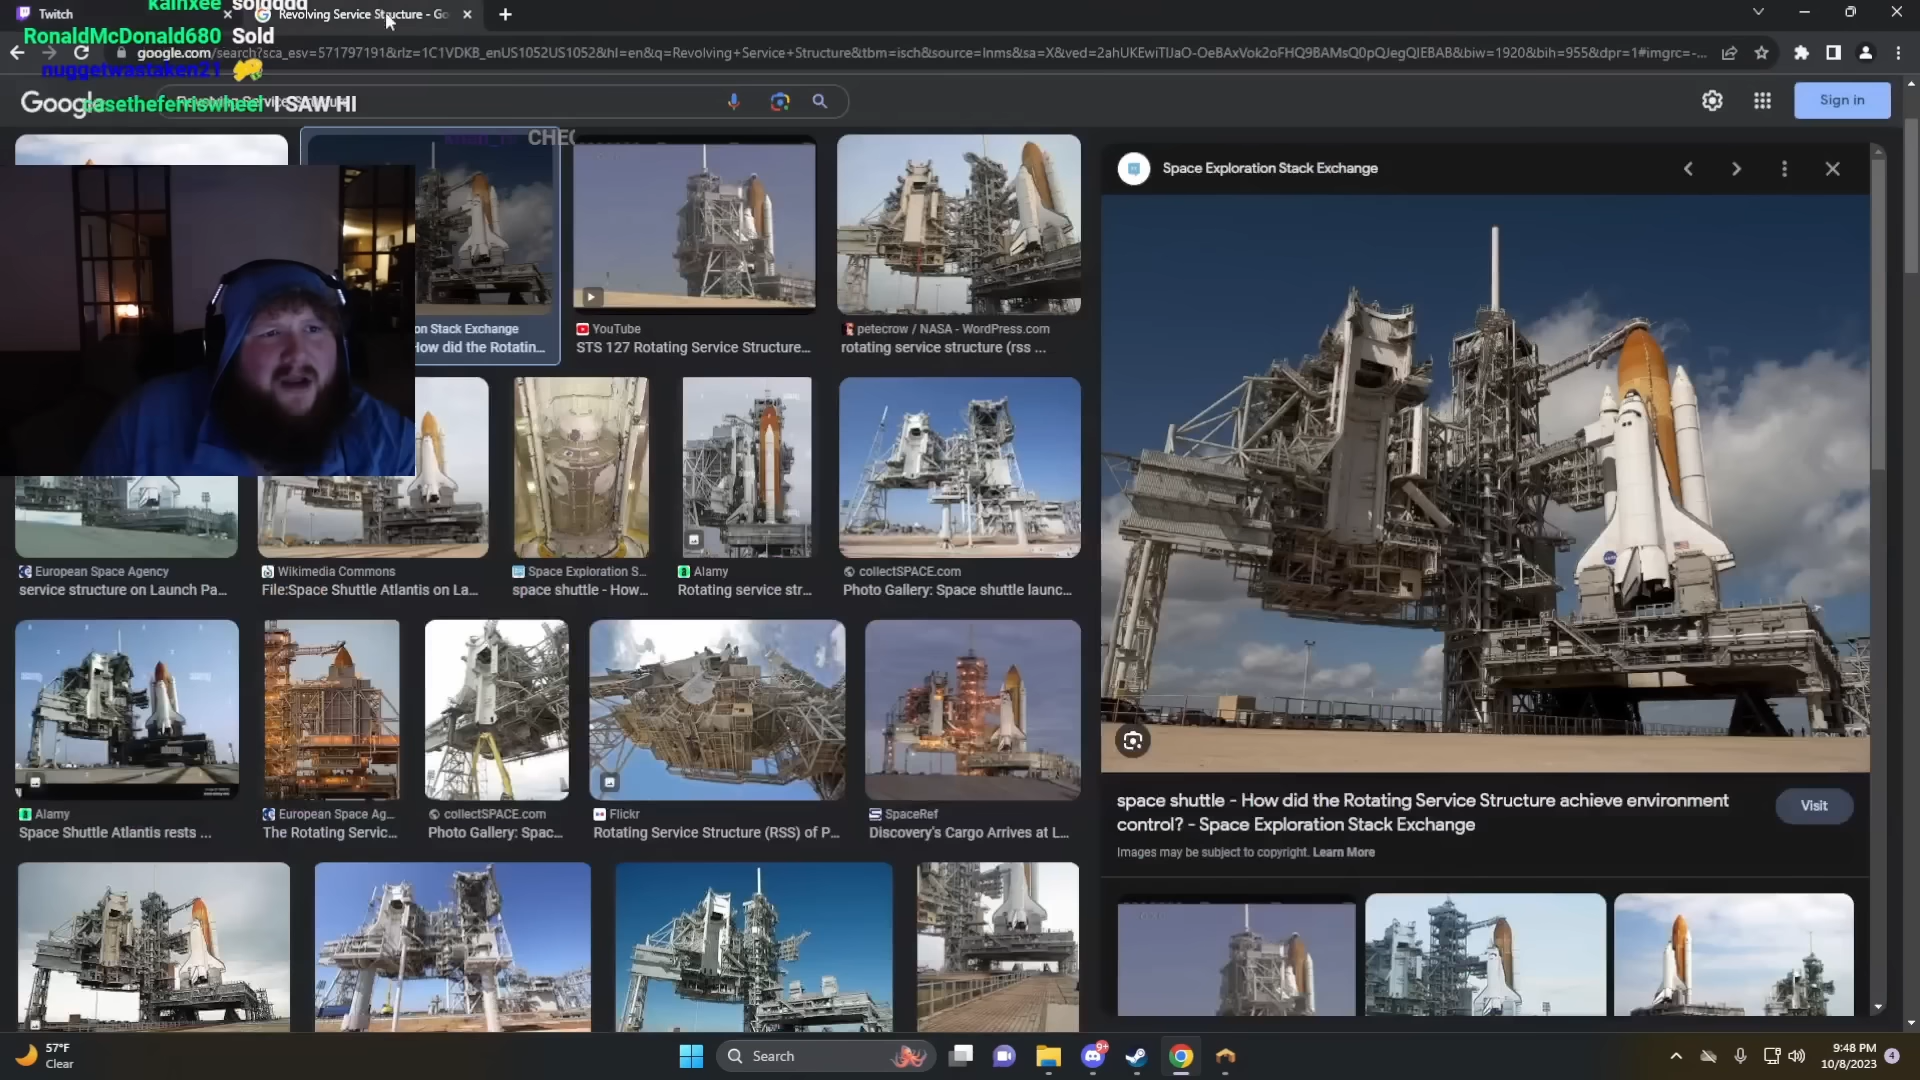 kainxee soldddd
Twitch
Revolving Service Structure - Go
RonaldMcDonald680 Sold
google.com/search?sca_esv=571797191&rlz=1C1VDKB_enUS1052US1052&hl=en&q=Revolving+Service+Structure&tbm=isch&source=lnms&sa=X&ved=2ahUKEwiTlJaO-OeBAxVok2oFHQ9BAMsQ0pQJegQIEBAB&biw=1920&bih=955&dpr=1#imgrc=-...
nuggetwastaken21
Google
pasetheferriswheel I SAW HI
Sign in
CHEC
Space Exploration Stack Exchange
on Stack Exchange
How did the Rotatin...
YouTube
STS 127 Rotating Service Structure...
petecrow / NASA - WordPress.com
rotating service structure (rss ...
European Space Agency
service structure on Launch Pa...
Wikimedia Commons
File:Space Shuttle Atlantis on La...
Space Exploration S...
space shuttle - How...
Alamy
Rotating service str...
collectSPACE.com
Photo Gallery: Space shuttle launc...
Alamy
Space Shuttle Atlantis rests ...
European Space Ag...
The Rotating Servic...
collectSPACE.com
Photo Gallery: Spac...
Flickr
Rotating Service Structure (RSS) of P...
SpaceRef
Discovery's Cargo Arrives at L...
space shuttle - How did the Rotating Service Structure achieve environment
control? - Space Exploration Stack Exchange
Visit
Images may be subject to copyright. Learn More
57°F
Clear
Search
9+
9:48 PM
10/8/2023
4